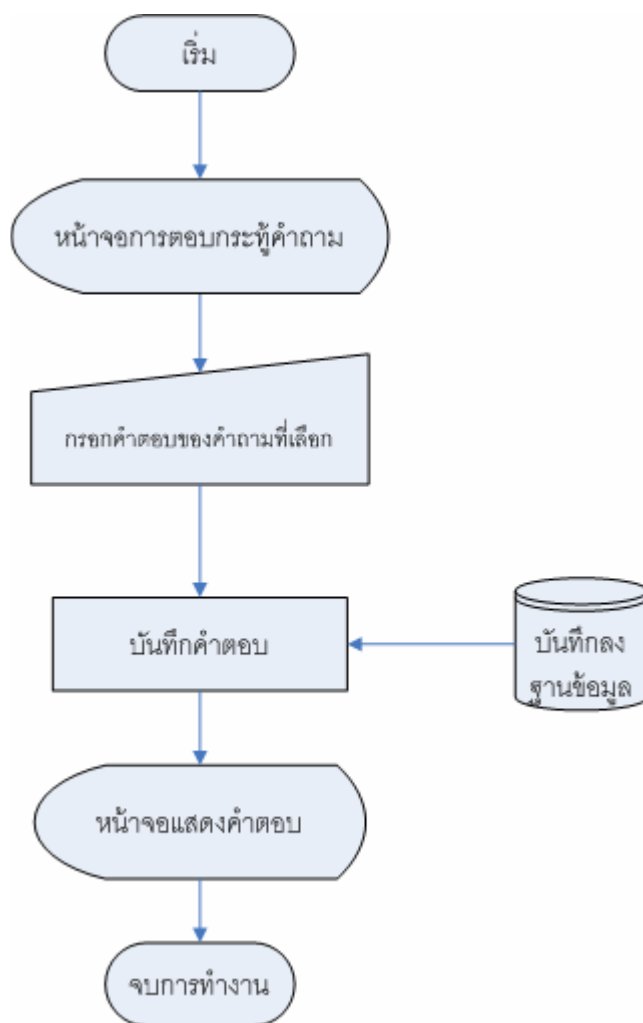 เริ่ม
หน้าจอการตอบกระทู้คำถาม
กรอกคำตอบของคำถามที่เลือก
บันทึกคำตอบ
บันทึกลง
ฐานข้อมูล
หน้าจอแสดงคำตอบ
จบการทำงาน